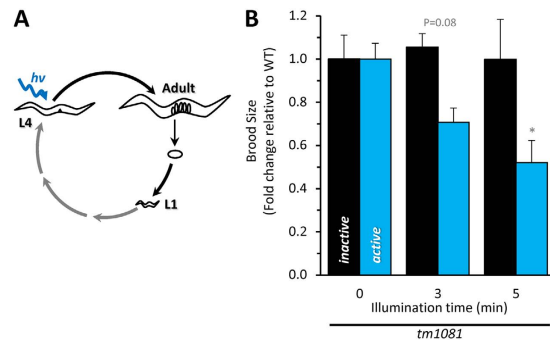 A
hv
L4
Adult
L1
B
Brood Size
(Fold change relative to WT)
1.2
1.0
0.8
0.6
0.4
0.2
0.0
P=0.08
*
inactive
active
0 3 5
Illumination time (min)
tm1081